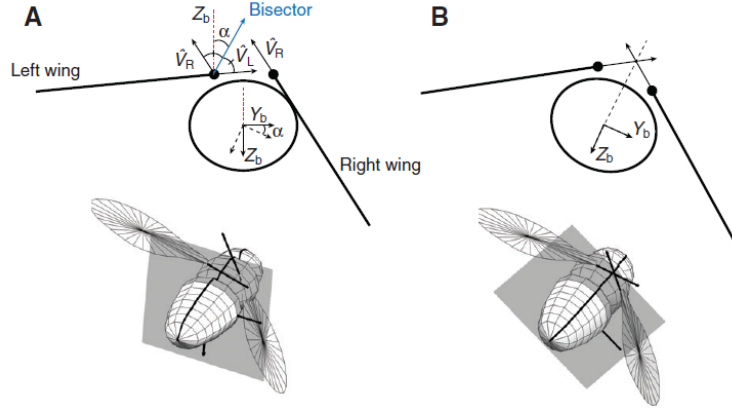 A
Z_b
Bisector
α
V̂_R
V̂_L
V̂_R
Left wing
Y_b
α
Z_b
Right wing
B
Y_b
Z_b